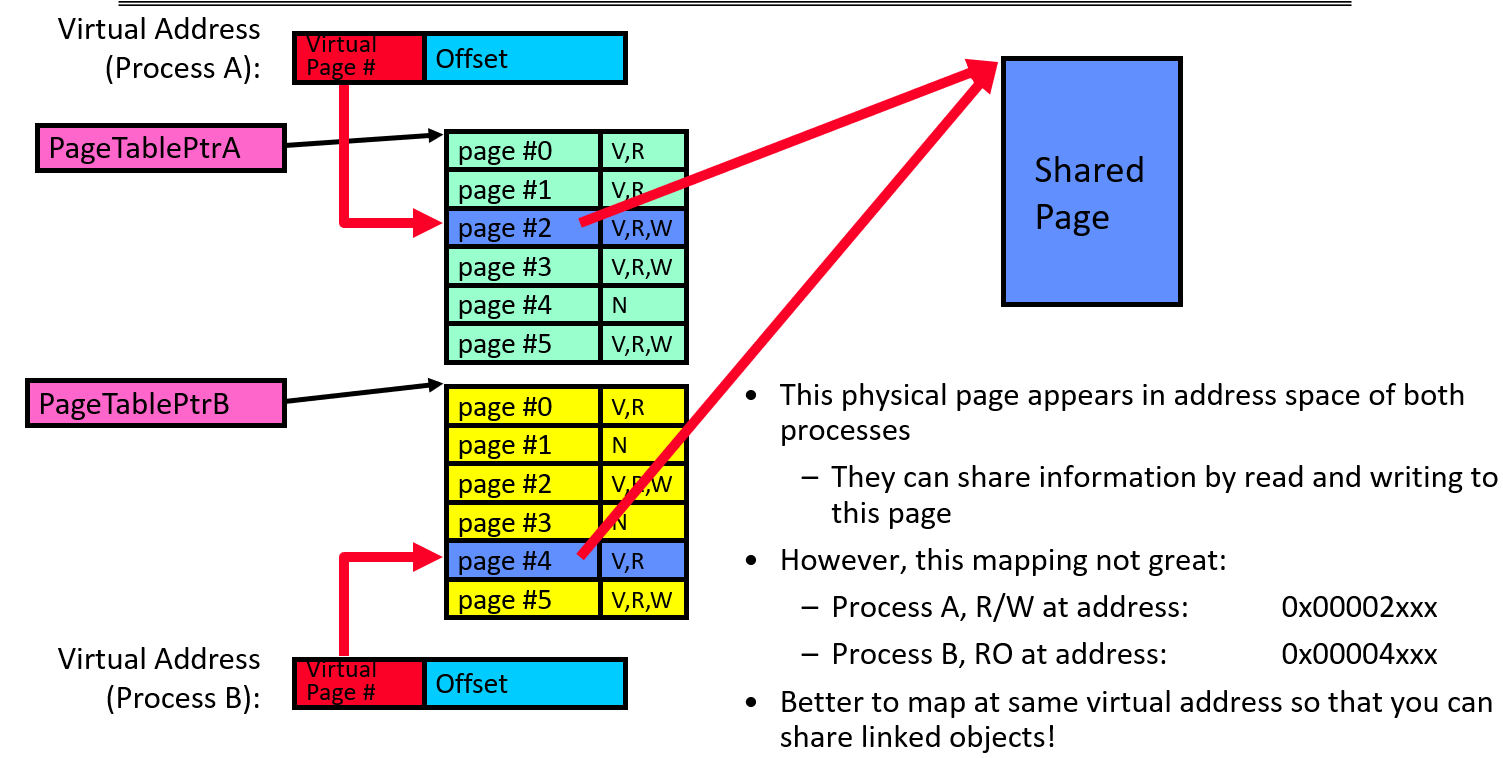 Virtual Address
(Process A):
Virtual
Page #
Offset
PageTablePtrA
page #0 V,R
page #1 V,R
page #2 V,R,W
page #3 V,R,W
page #4 N
page #5 V,R,W
Shared
Page
PageTablePtrB
page #0 V,R
page #1 N
page #2 V,R,W
page #3 N
page #4 V,R
page #5 V,R,W
Virtual Address
(Process B):
Virtual
Page #
Offset
• This physical page appears in address space of both
processes
– They can share information by read and writing to
this page
• However, this mapping not great:
– Process A, R/W at address: 0x00002xxx
– Process B, RO at address: 0x00004xxx
• Better to map at same virtual address so that you can
share linked objects!